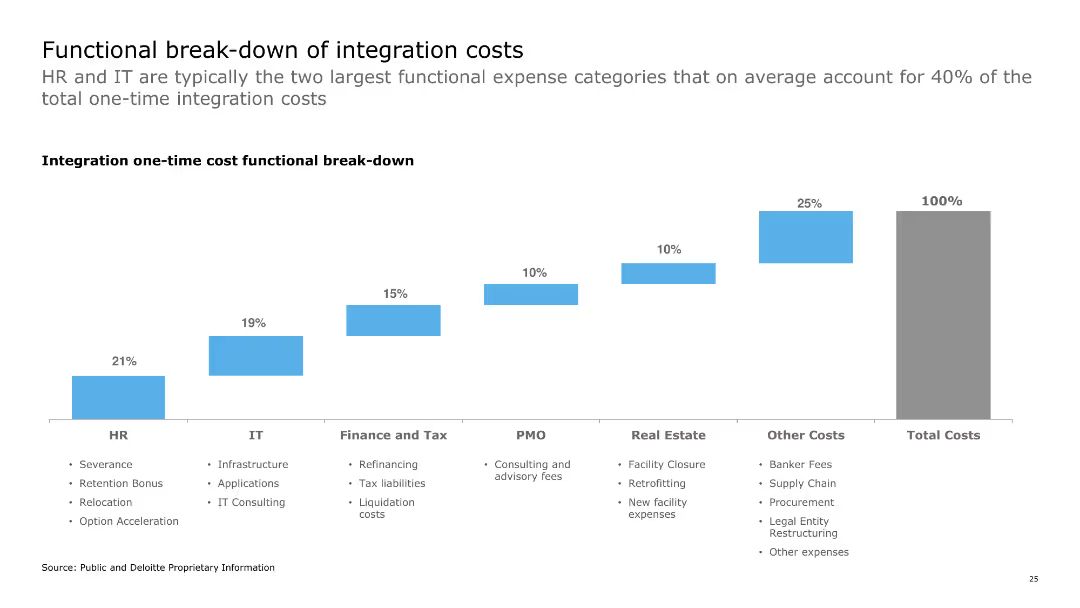 Functional break-down of integration costs
HR and IT are typically the two largest functional expense categories that on average account for 40% of the
total one-time integration costs
Integration one-time cost functional break-down
21%
19%
15%
10%
10%
25%
100%
HR
IT
Finance and Tax
PMO
Real Estate
Other Costs
Total Costs
• Severance
• Retention Bonus
• Relocation
• Option Acceleration
• Infrastructure
• Applications
• IT Consulting
• Refinancing
• Tax liabilities
• Liquidation
costs
• Consulting and
advisory fees
• Facility Closure
• Retrofitting
• New facility
expenses
• Banker Fees
• Supply Chain
• Procurement
• Legal Entity
Restructuring
• Other expenses
Source: Public and Deloitte Proprietary Information
25